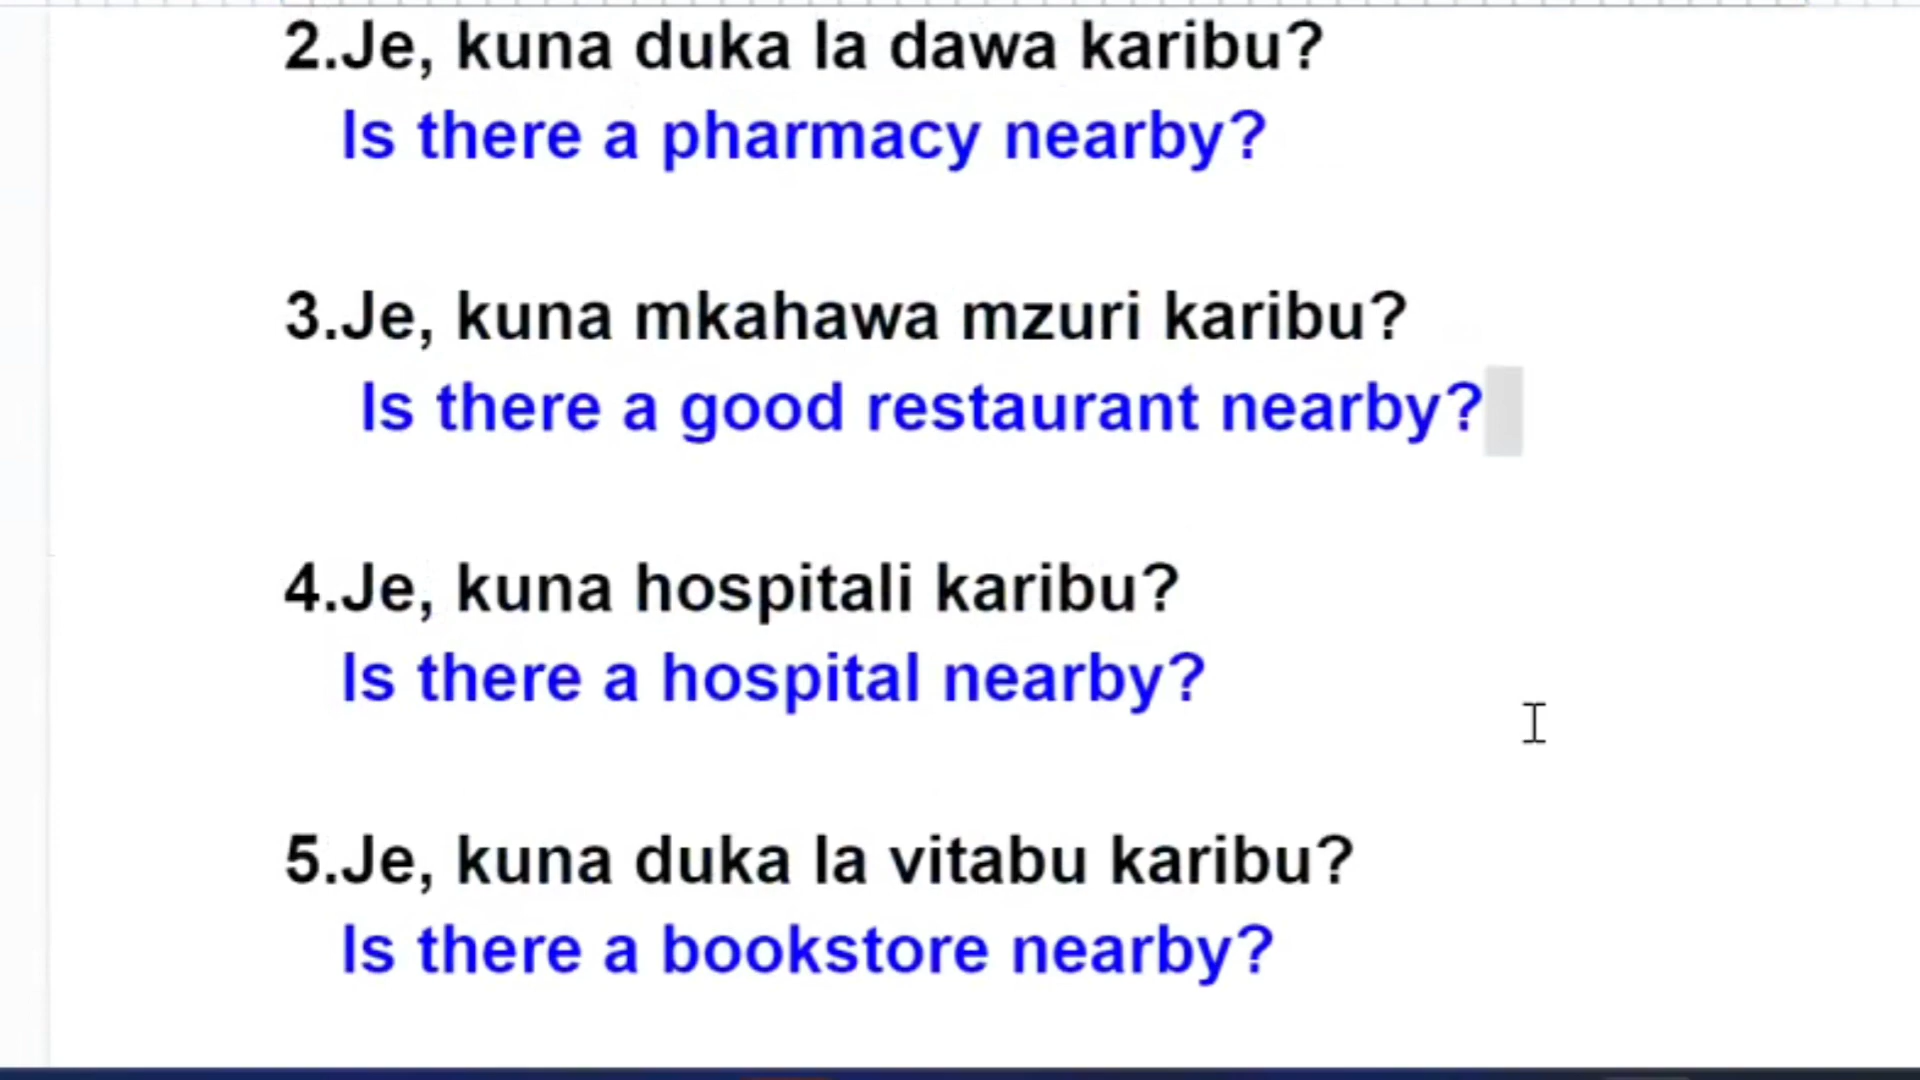 2.Je, kuna duka la dawa karibu?
Is there a pharmacy nearby?
3.Je, kuna mkahawa mzuri karibu?
Is there a good restaurant nearby?
4.Je, kuna hospitali karibu?
Is there a hospital nearby?
5.Je, kuna duka la vitabu karibu?
Is there a bookstore nearby?